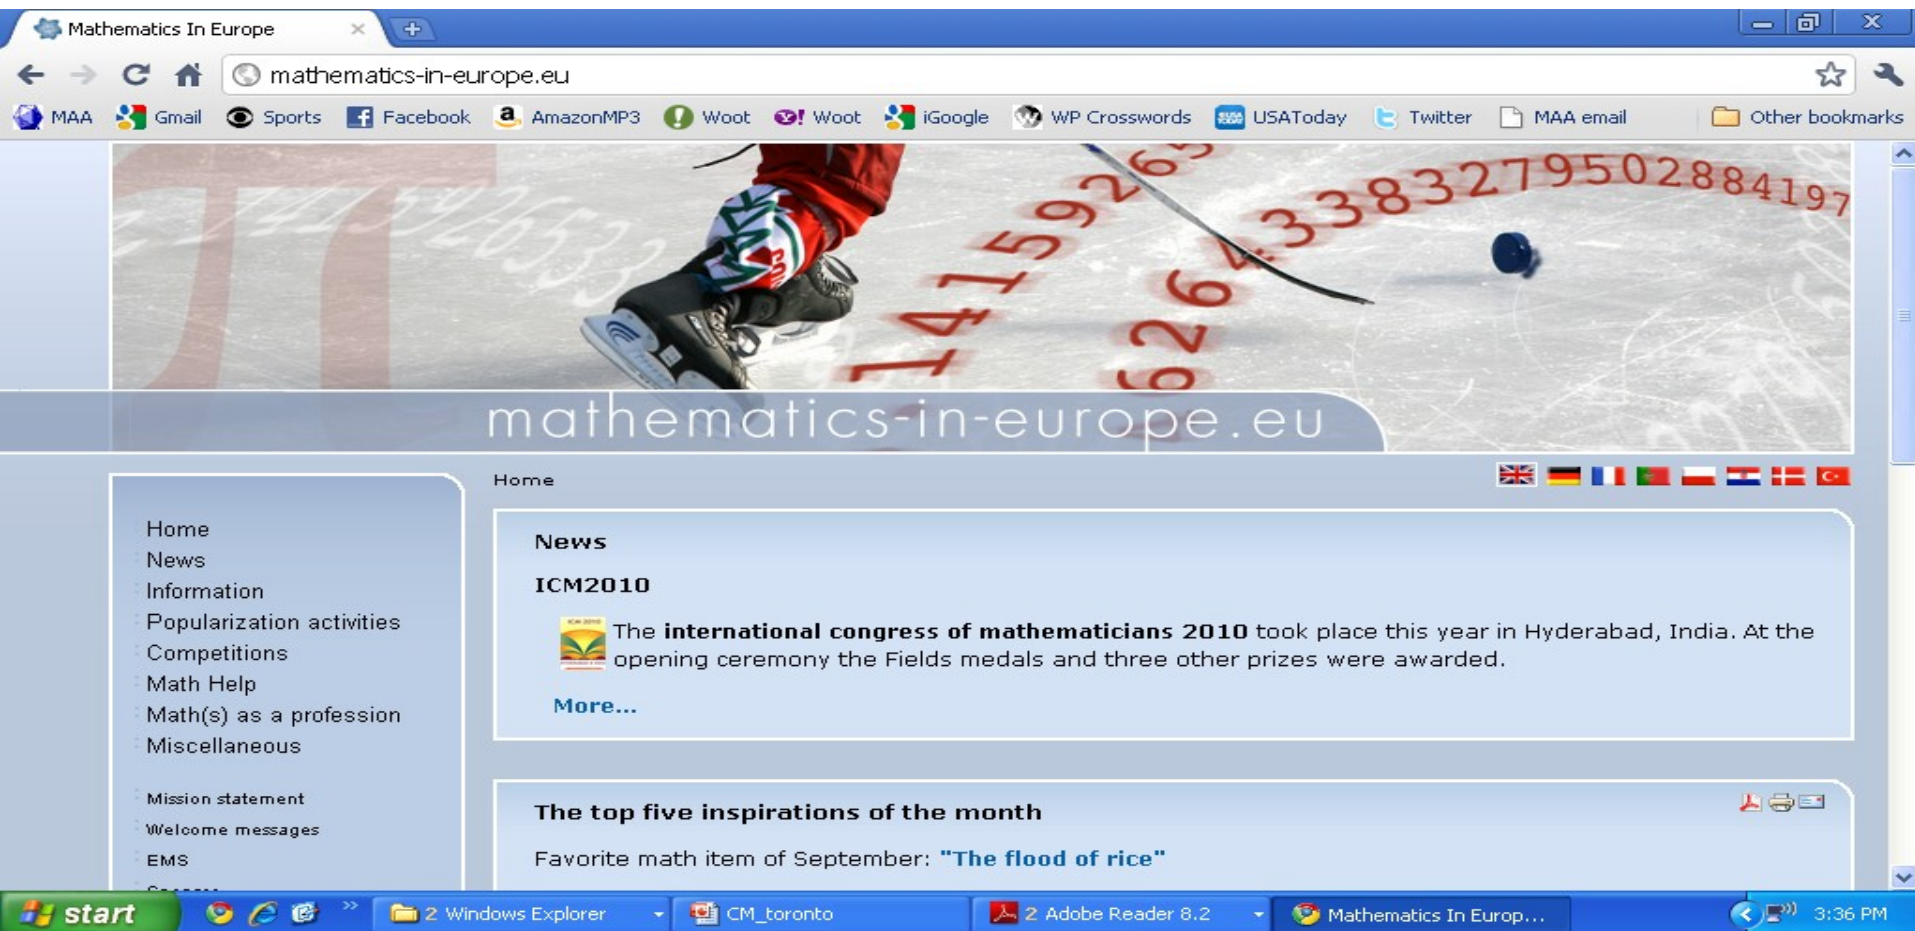 Mathematics In Europe
mathematics-in-europe.eu
MAA Gmail Sports Facebook AmazonMP3 Woot Woot iGoogle WP Crosswords USAToday Twitter MAA email Other bookmarks
1415926
626433832795028884197
mathematics-in-europe.eu
Home
Home
News
Information
Popularization activities
Competitions
Math Help
Math(s) as a profession
Miscellaneous
Mission statement
Welcome messages
EMS
News
ICM2010
The international congress of mathematicians 2010 took place this year in Hyderabad, India. At the
opening ceremony the Fields medals and three other prizes were awarded.
More...
The top five inspirations of the month
Favorite math item of September: "The flood of rice"
start 2 Windows Explorer CM_toronto 2 Adobe Reader 8.2 Mathematics In Europ... 3:36 PM